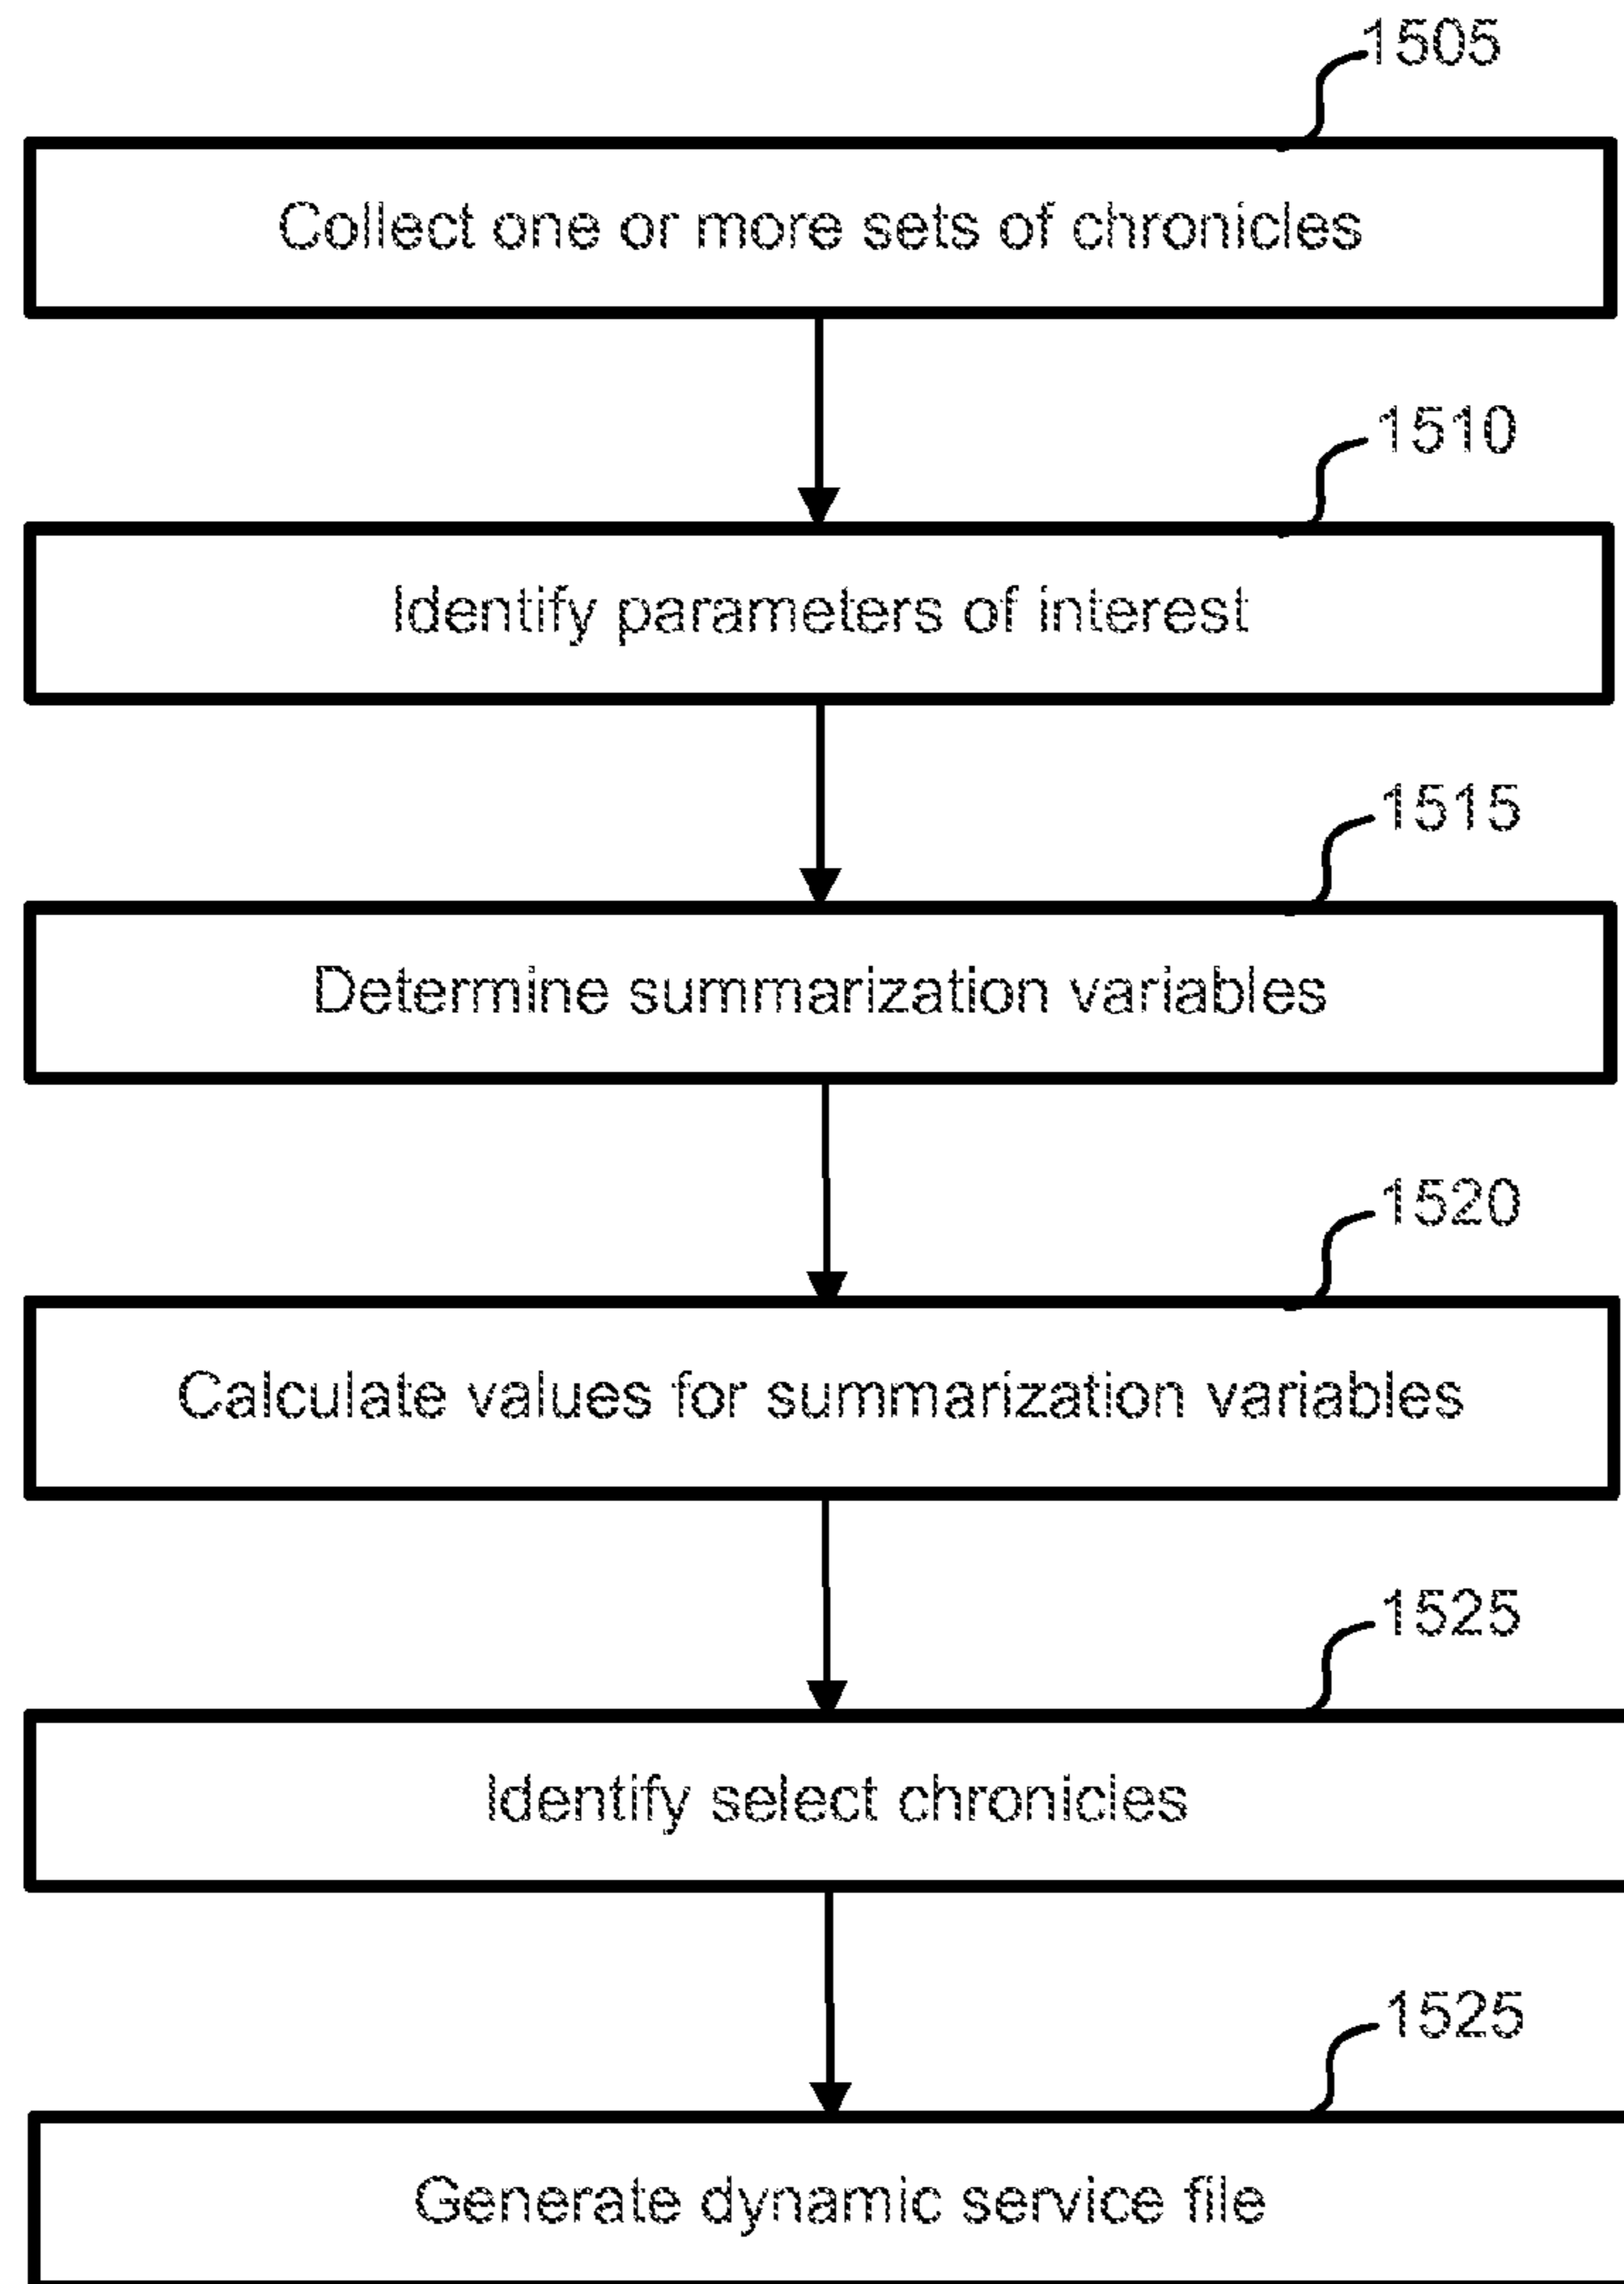 1505
Collect one or more sets of chronicles
1510
Identify parameters of interest
1515
Determine summarization variables
1520
Calculate values for summarization variables
1525
Identify select chronicles
1525
Generate dynamic service file